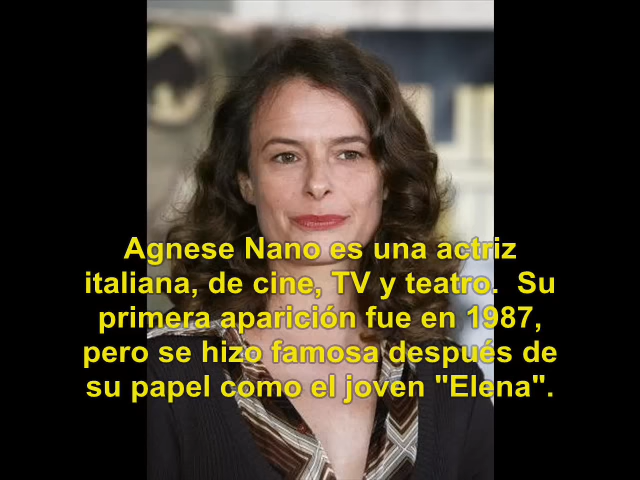 Agnese Nano es una actriz
italiana, de cine, TV y teatro.  Su
primera aparición fue en 1987,
pero se hizo famosa después de
su papel como el joven "Elena".